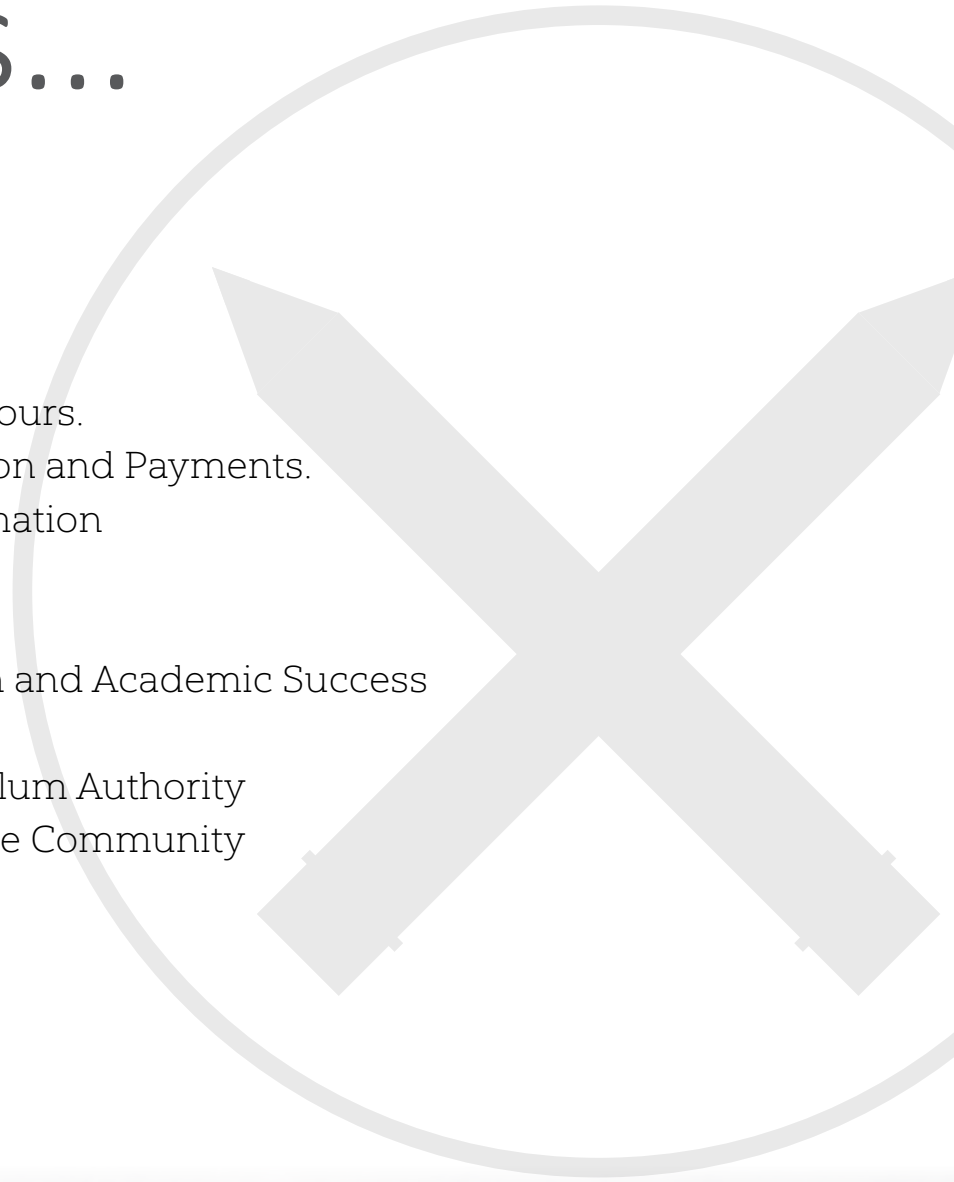 s...
ours.
on and Payments.
nation
n and Academic Success
lum Authority
e Community